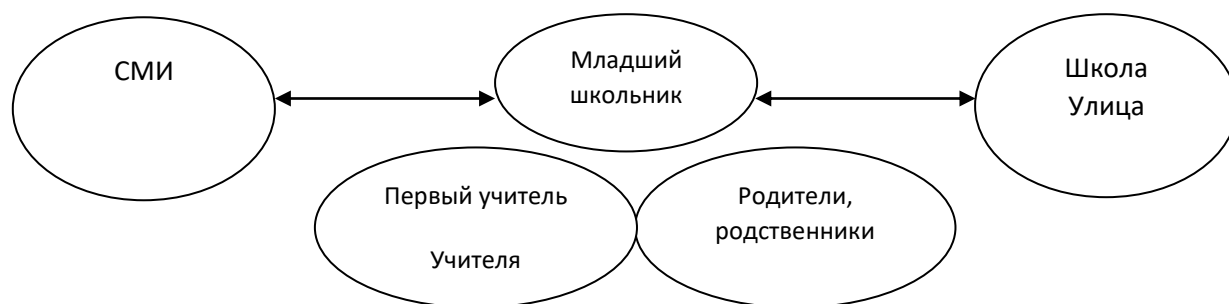 СМИ
Младший
школьник
Школа
Улица
Первый учитель
Учителя
Родители,
родственники